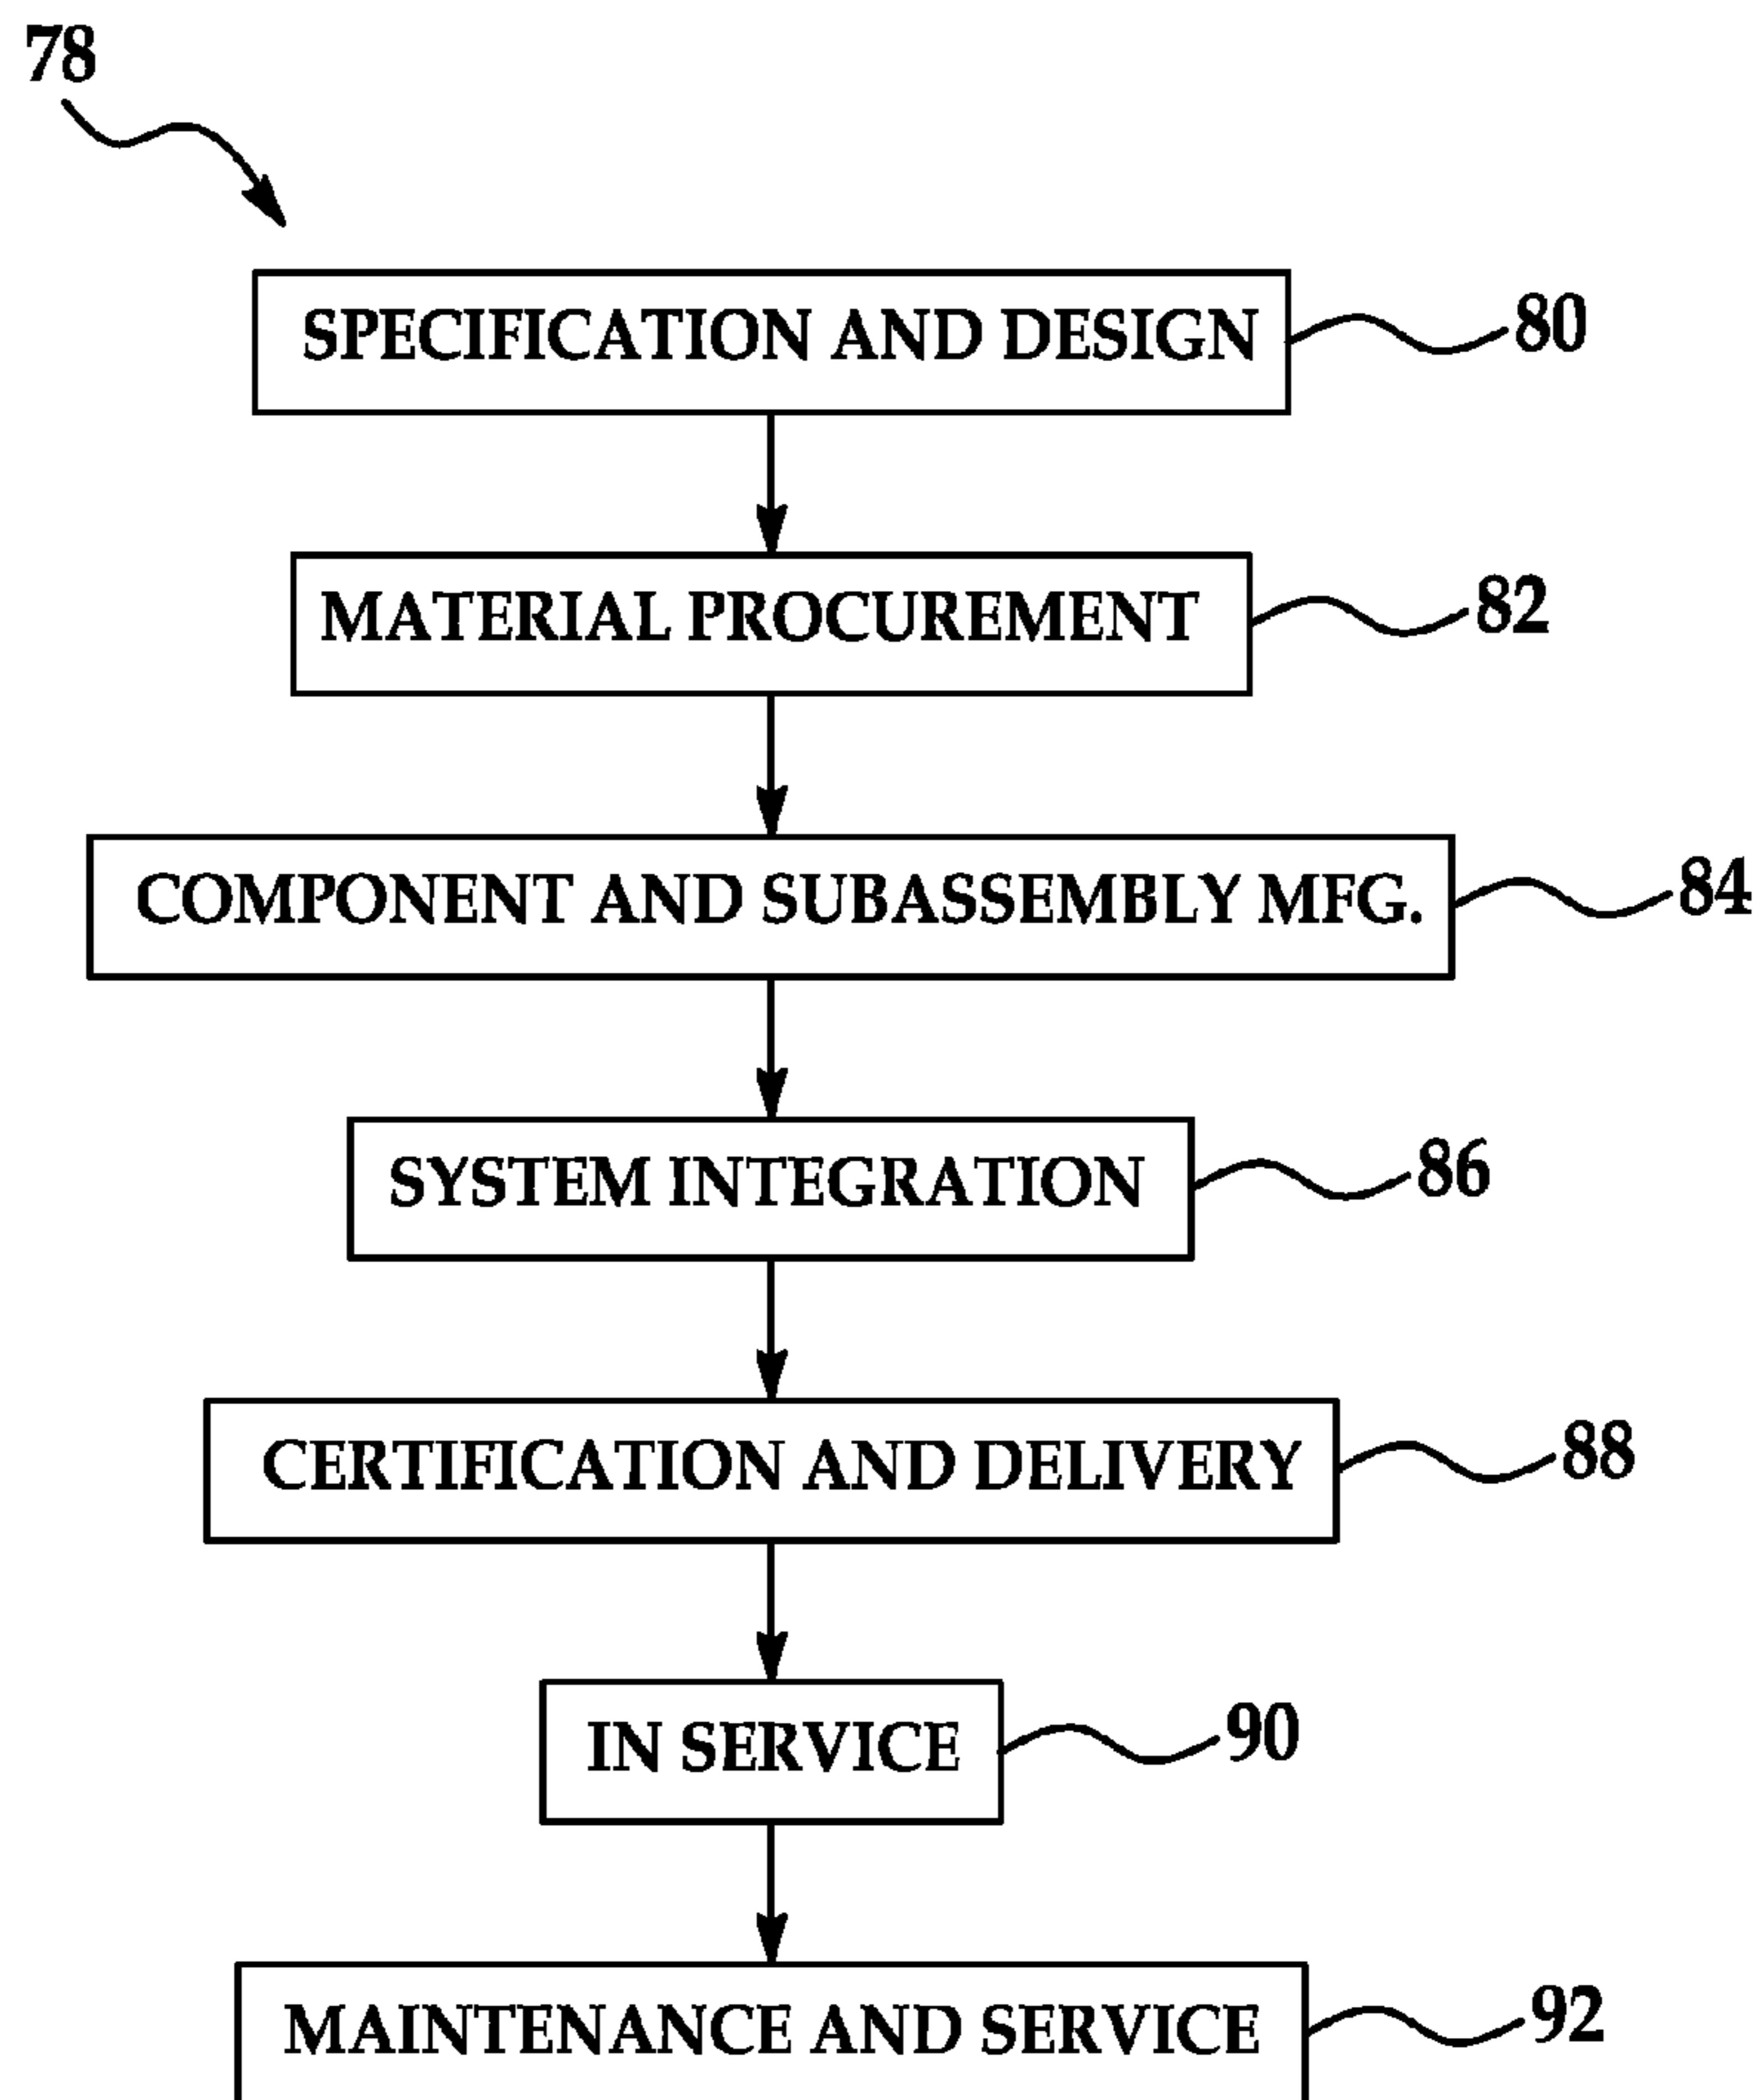 78
SPECIFICATION AND DESIGN
80
MATERIAL PROCUREMENT
82
COMPONENT AND SUBASSEMBLY MFG.
84
SYSTEM INTEGRATION
86
CERTIFICATION AND DELIVERY
88
IN SERVICE
90
MAINTENANCE AND SERVICE
92